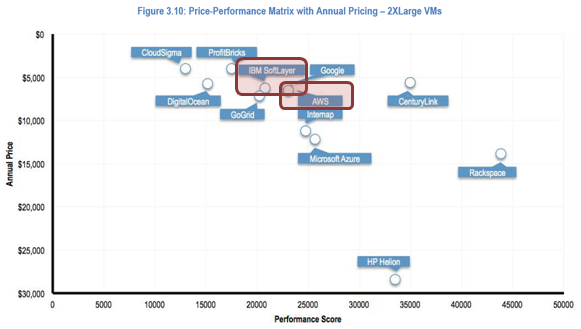 Figure 3.10: Price-Performance Matrix with Annual Pricing – 2XLarge VMs
$0
CloudSigma
ProfitBricks
IBM SoftLayer
Google
$5,000
DigitalOcean
AWS
CenturyLink
GoGrid
Internap
$10,000
Microsoft Azure
Annual Price
$15,000
Rackspace
$20,000
$25,000
HP Helion
$30,000
0
5000
10000
15000
20000
25000
30000
35000
40000
45000
50000
Performance Score